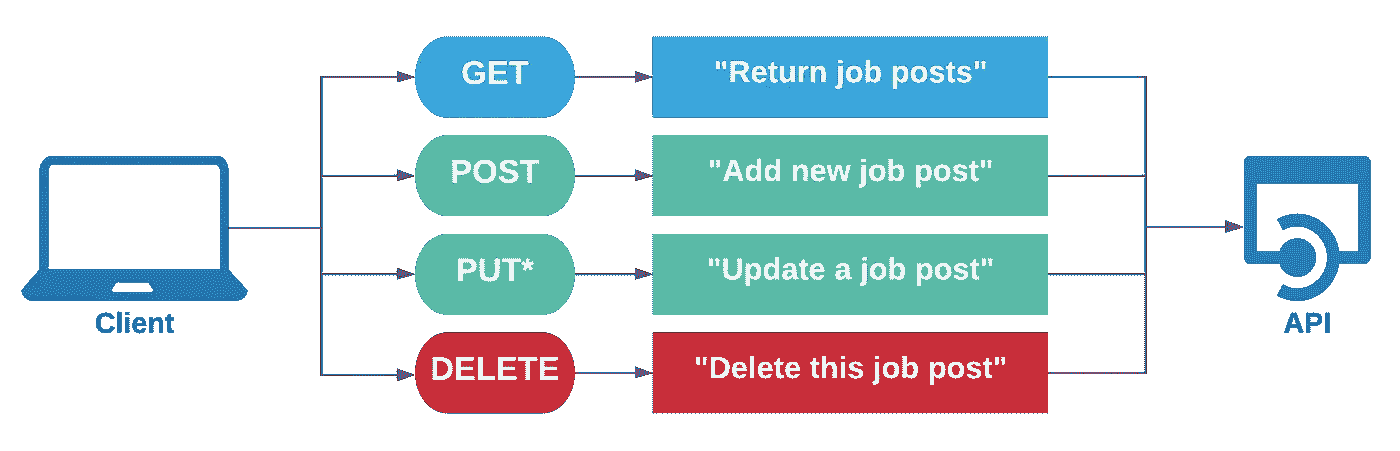 GET
"Return job posts"
POST
"Add new job post"
PUT*
"Update a job post"
DELETE
"Delete this job post"
Client
API